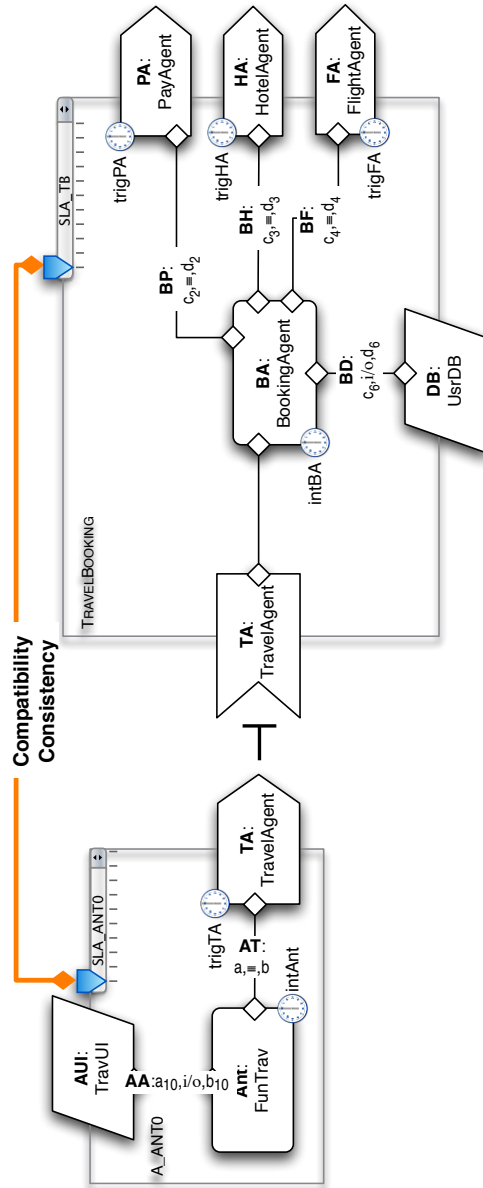 Compatibility
Consistency
SLA_ANT0
A_ANT0
AUI:
TravUI
AA:a10,i/o,b10
Ant:
FunTrav
intAnt
AT:
a,≡,b
trigTA
TA:
TravelAgent
SLA_TB
TRAVELBOOKING
TA:
TravelAgent
BA:
BookingAgent
intBA
BP:
c2,≡,d2
BH:
c3,≡,d3
BF:
c4,≡,d4
BD:
c6,i/o,d6
DB:
UsrDB
trigPA
PA:
PayAgent
trigHA
HA:
HotelAgent
trigFA
FA:
FlightAgent